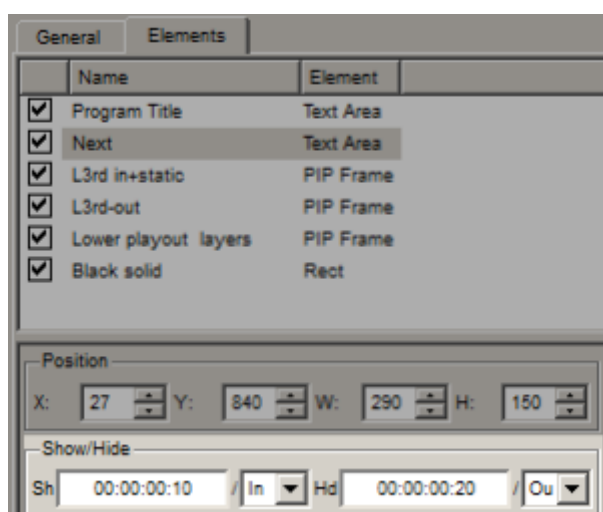 General Elements
Name Element
Program Title Text Area
Next Text Area
L3rd in+static PIP Frame
L3rd-out PIP Frame
Lower playout layers PIP Frame
Black solid Rect
Position
X: 27 Y: 840 W: 290 H: 150
Show/Hide
Sh 00:00:00:10 / In Hd 00:00:00:20 / Ou